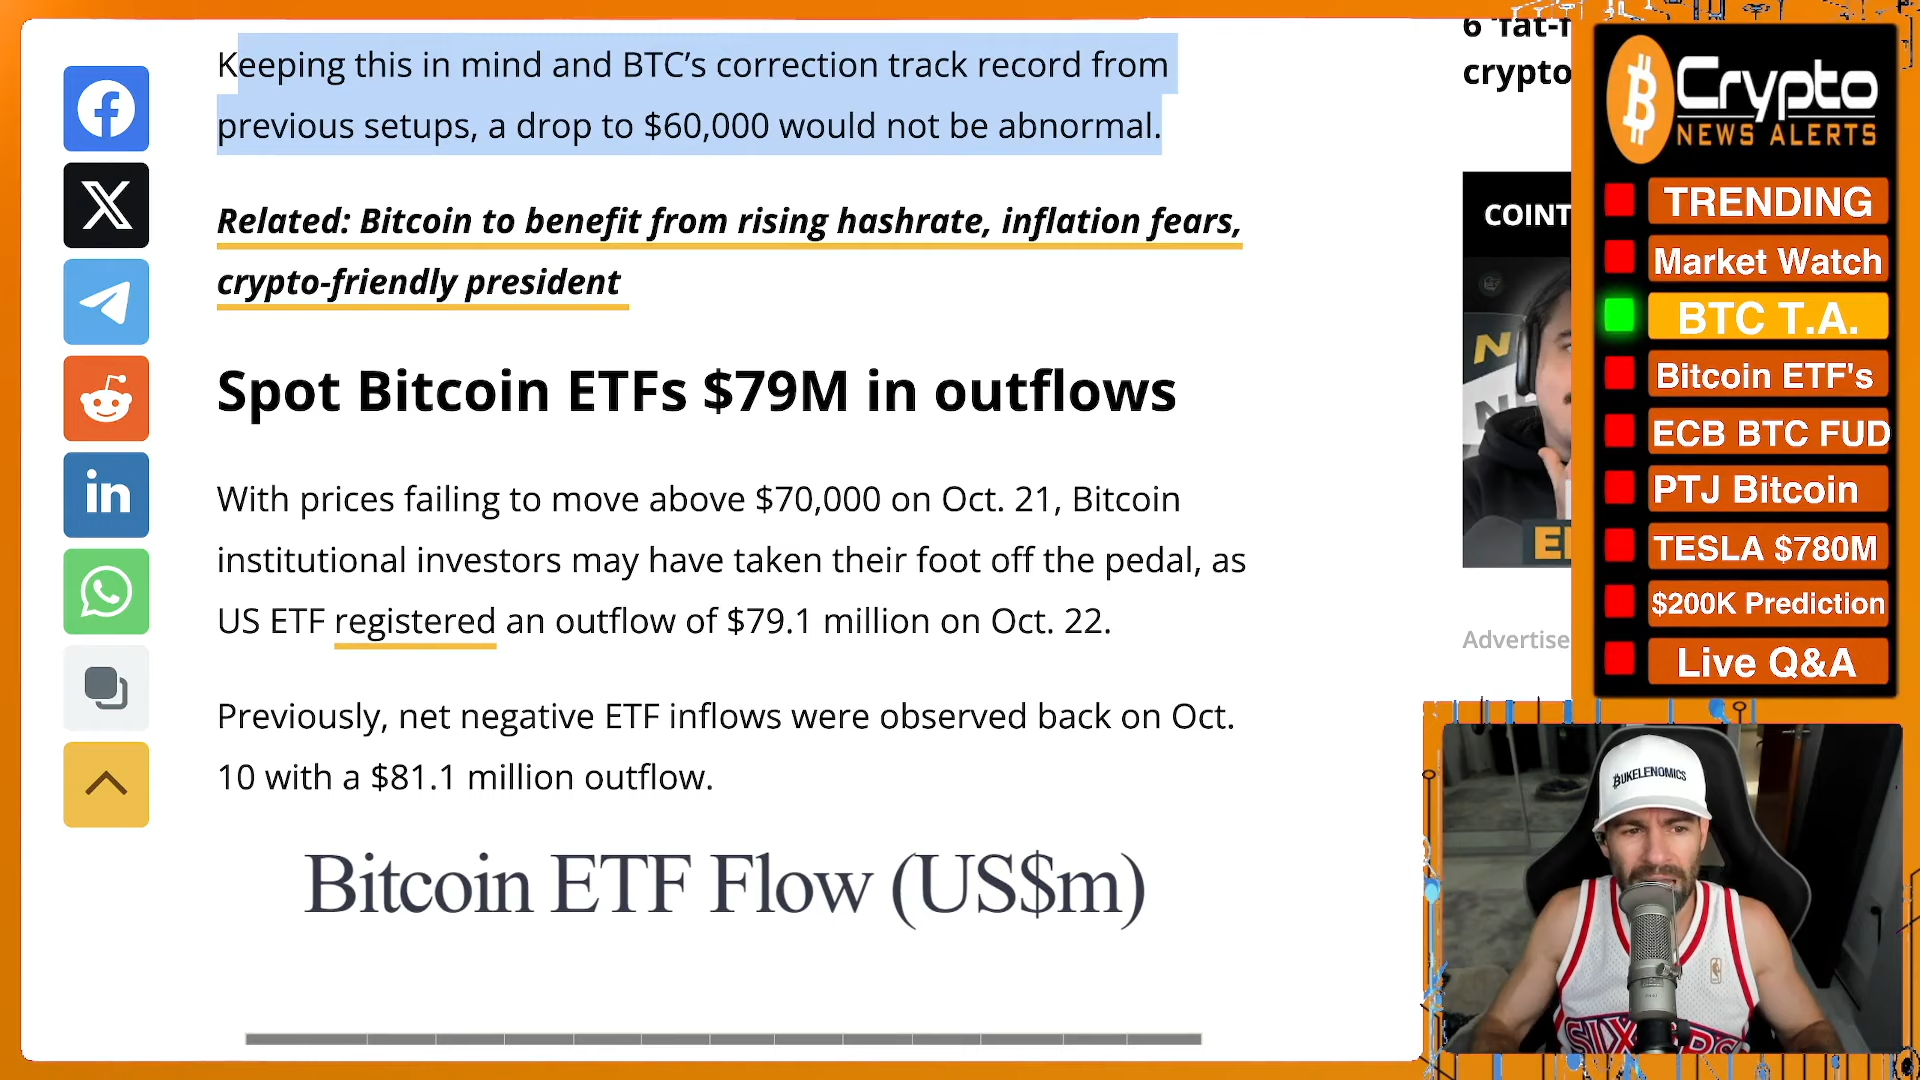 Keeping this in mind and BTC’s correction track record from
previous setups, a drop to $60,000 would not be abnormal.
Related: Bitcoin to benefit from rising hashrate, inflation fears,
crypto-friendly president
Spot Bitcoin ETFs $79M in outflows
With prices failing to move above $70,000 on Oct. 21, Bitcoin
institutional investors may have taken their foot off the pedal, as
US ETF registered an outflow of $79.1 million on Oct. 22.
Previously, net negative ETF inflows were observed back on Oct.
10 with a $81.1 million outflow.
Bitcoin ETF Flow (US$m)
6 'fat-f
crypto
COINT
N
N
EI
Advertise
Crypto
NEWS ALERTS
TRENDING
Market Watch
BTC T.A.
Bitcoin ETF's
ECB BTC FUD
PTJ Bitcoin
TESLA $780M
$200K Prediction
Live Q&A
BUKELENOMICS
SIXERS